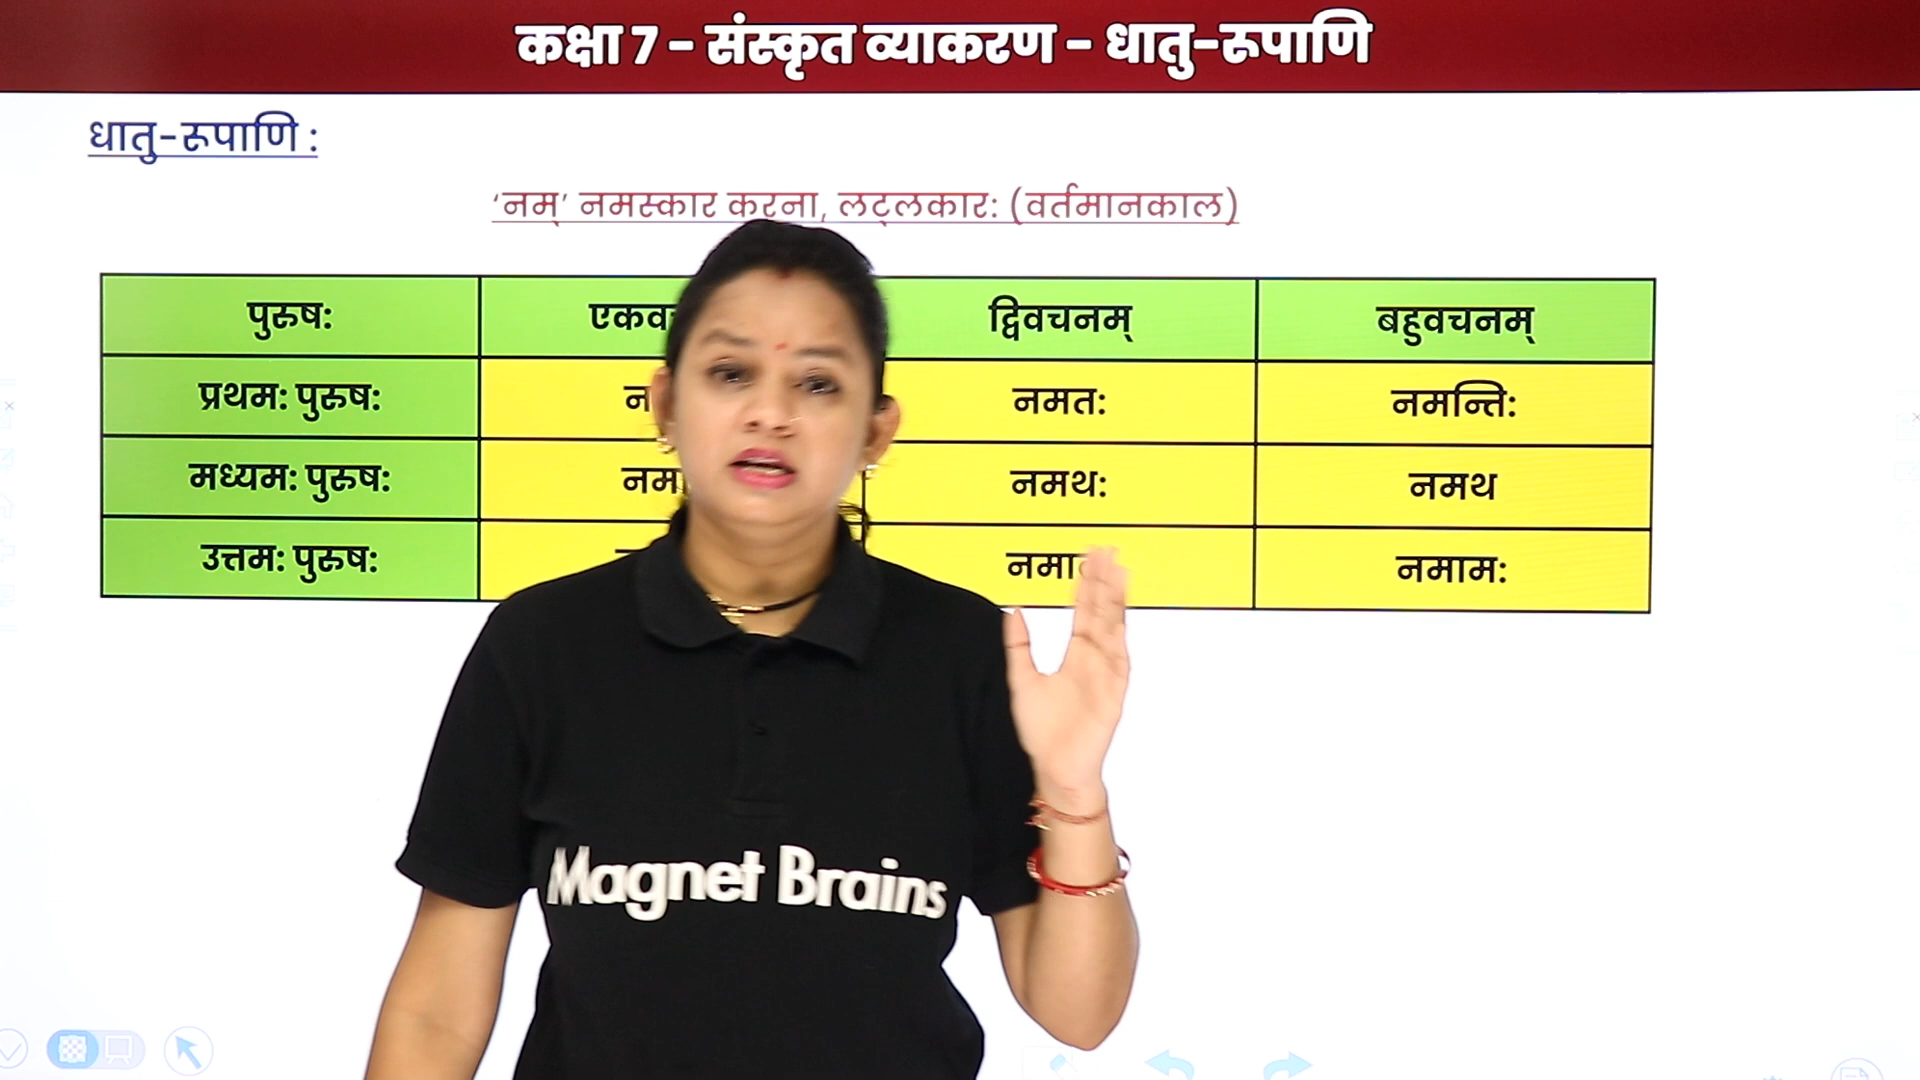 कक्षा 7 - संस्कृत व्याकरण - धातु-रूपाणि
धातु-रूपाणि :
‘नम्’ नमस्कार करना, लट्लकार: (वर्तमानकाल)
पुरुष: द्विवचनम् बहुवचनम्
प्रथम: पुरुष: नमत: नमन्ति:
मध्यम: पुरुष: नमथ: नमथ
उत्तम: पुरुष: नमाम:
Magnet Brains